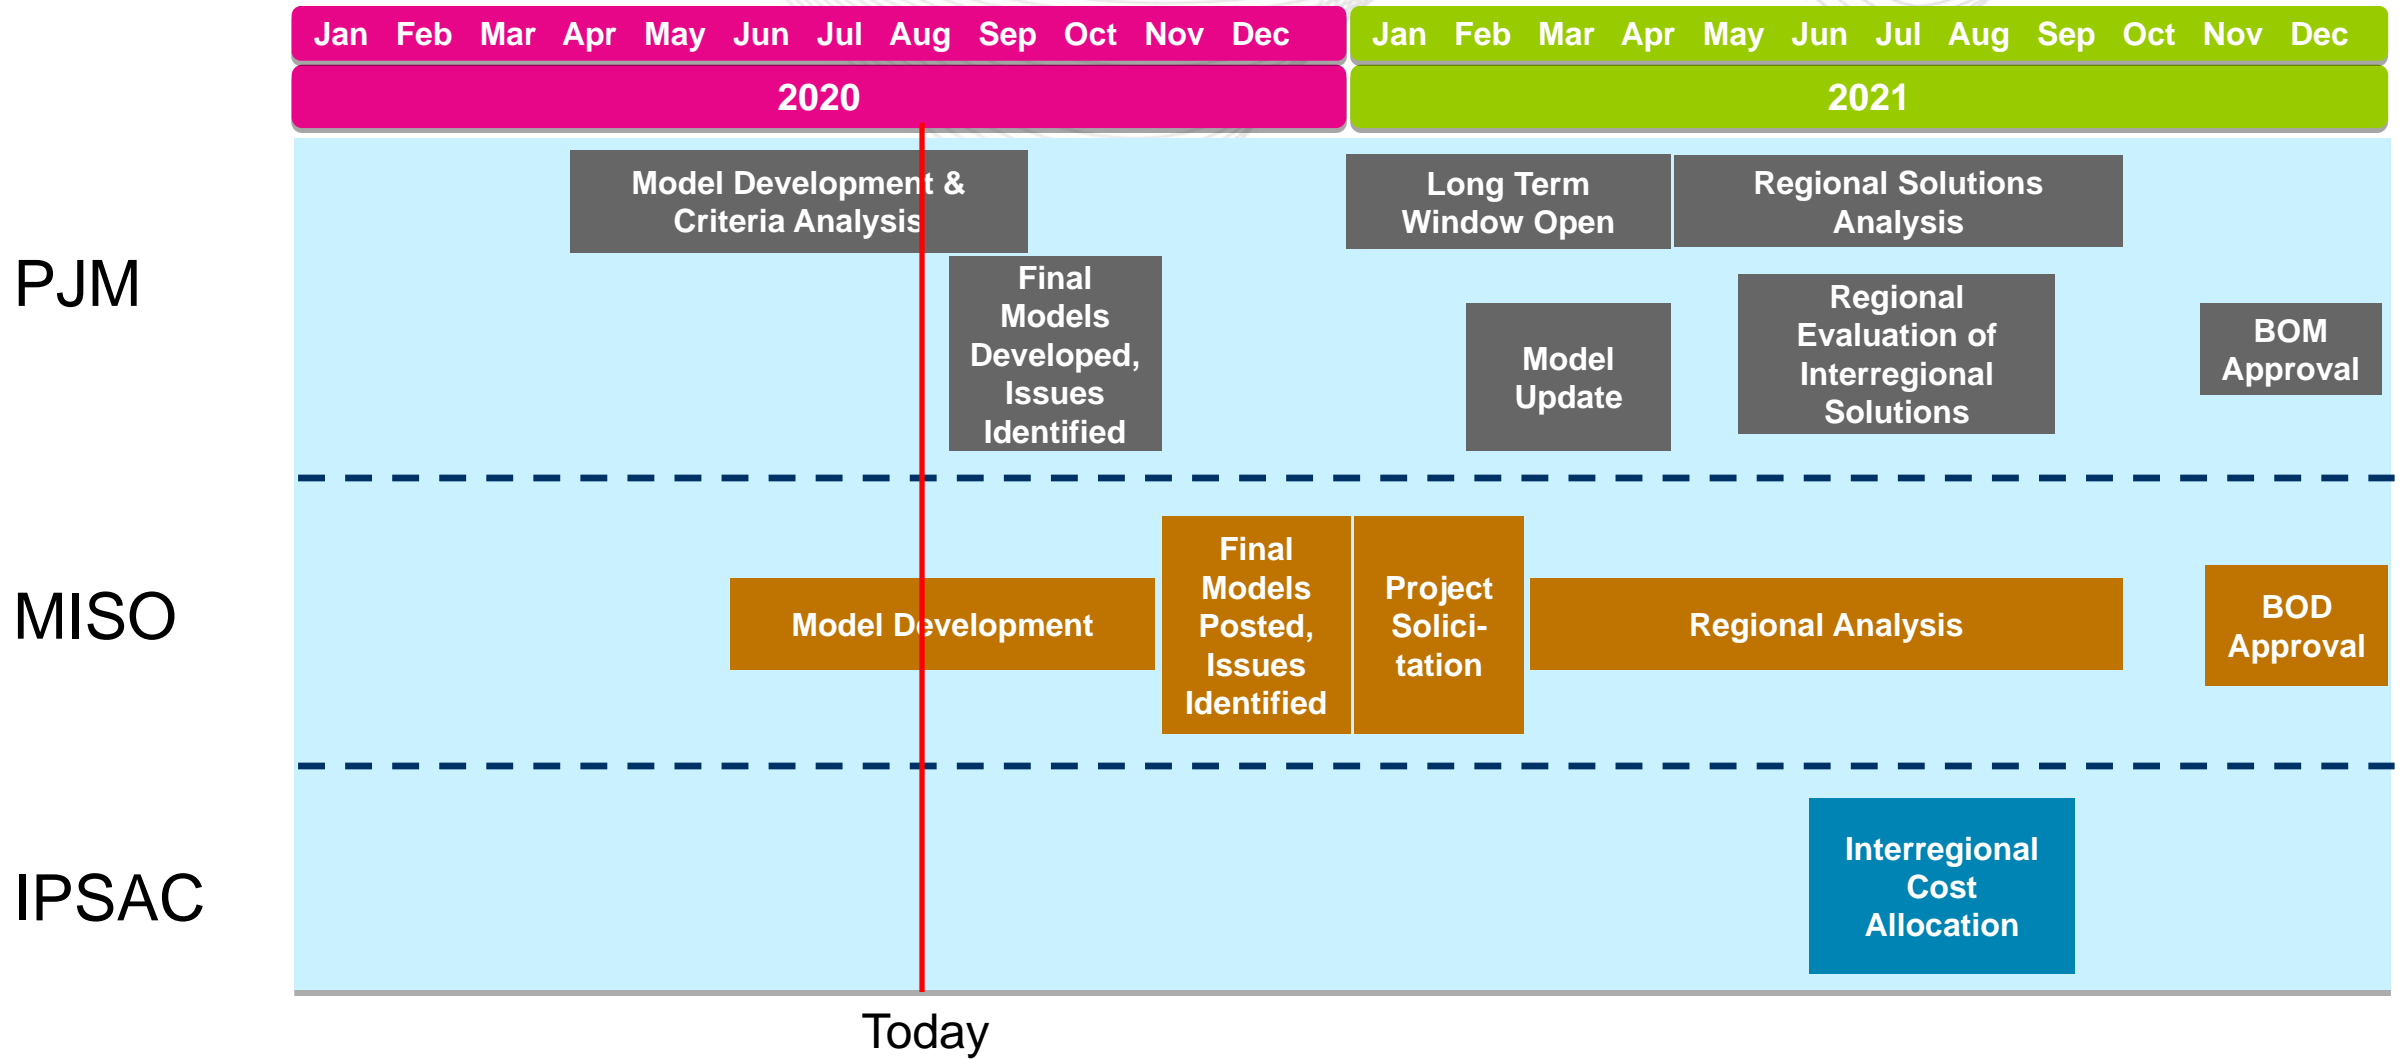 Jan Feb Mar Apr May Jun Jul Aug Sep Oct Nov Dec
Jan Feb Mar Apr May Jun Jul Aug Sep Oct Nov Dec
2020
2021
PJM
Model Development &
Criteria Analysis
Final
Models
Developed,
Issues
Identified
Long Term
Window Open
Model
Update
Regional Solutions
Analysis
Regional
Evaluation of
Interregional
Solutions
BOM
Approval
MISO
Model Development
Final
Models
Posted,
Issues
Identified
Project
Solici-
tation
Regional Analysis
BOD
Approval
IPSAC
Interregional
Cost
Allocation
Today